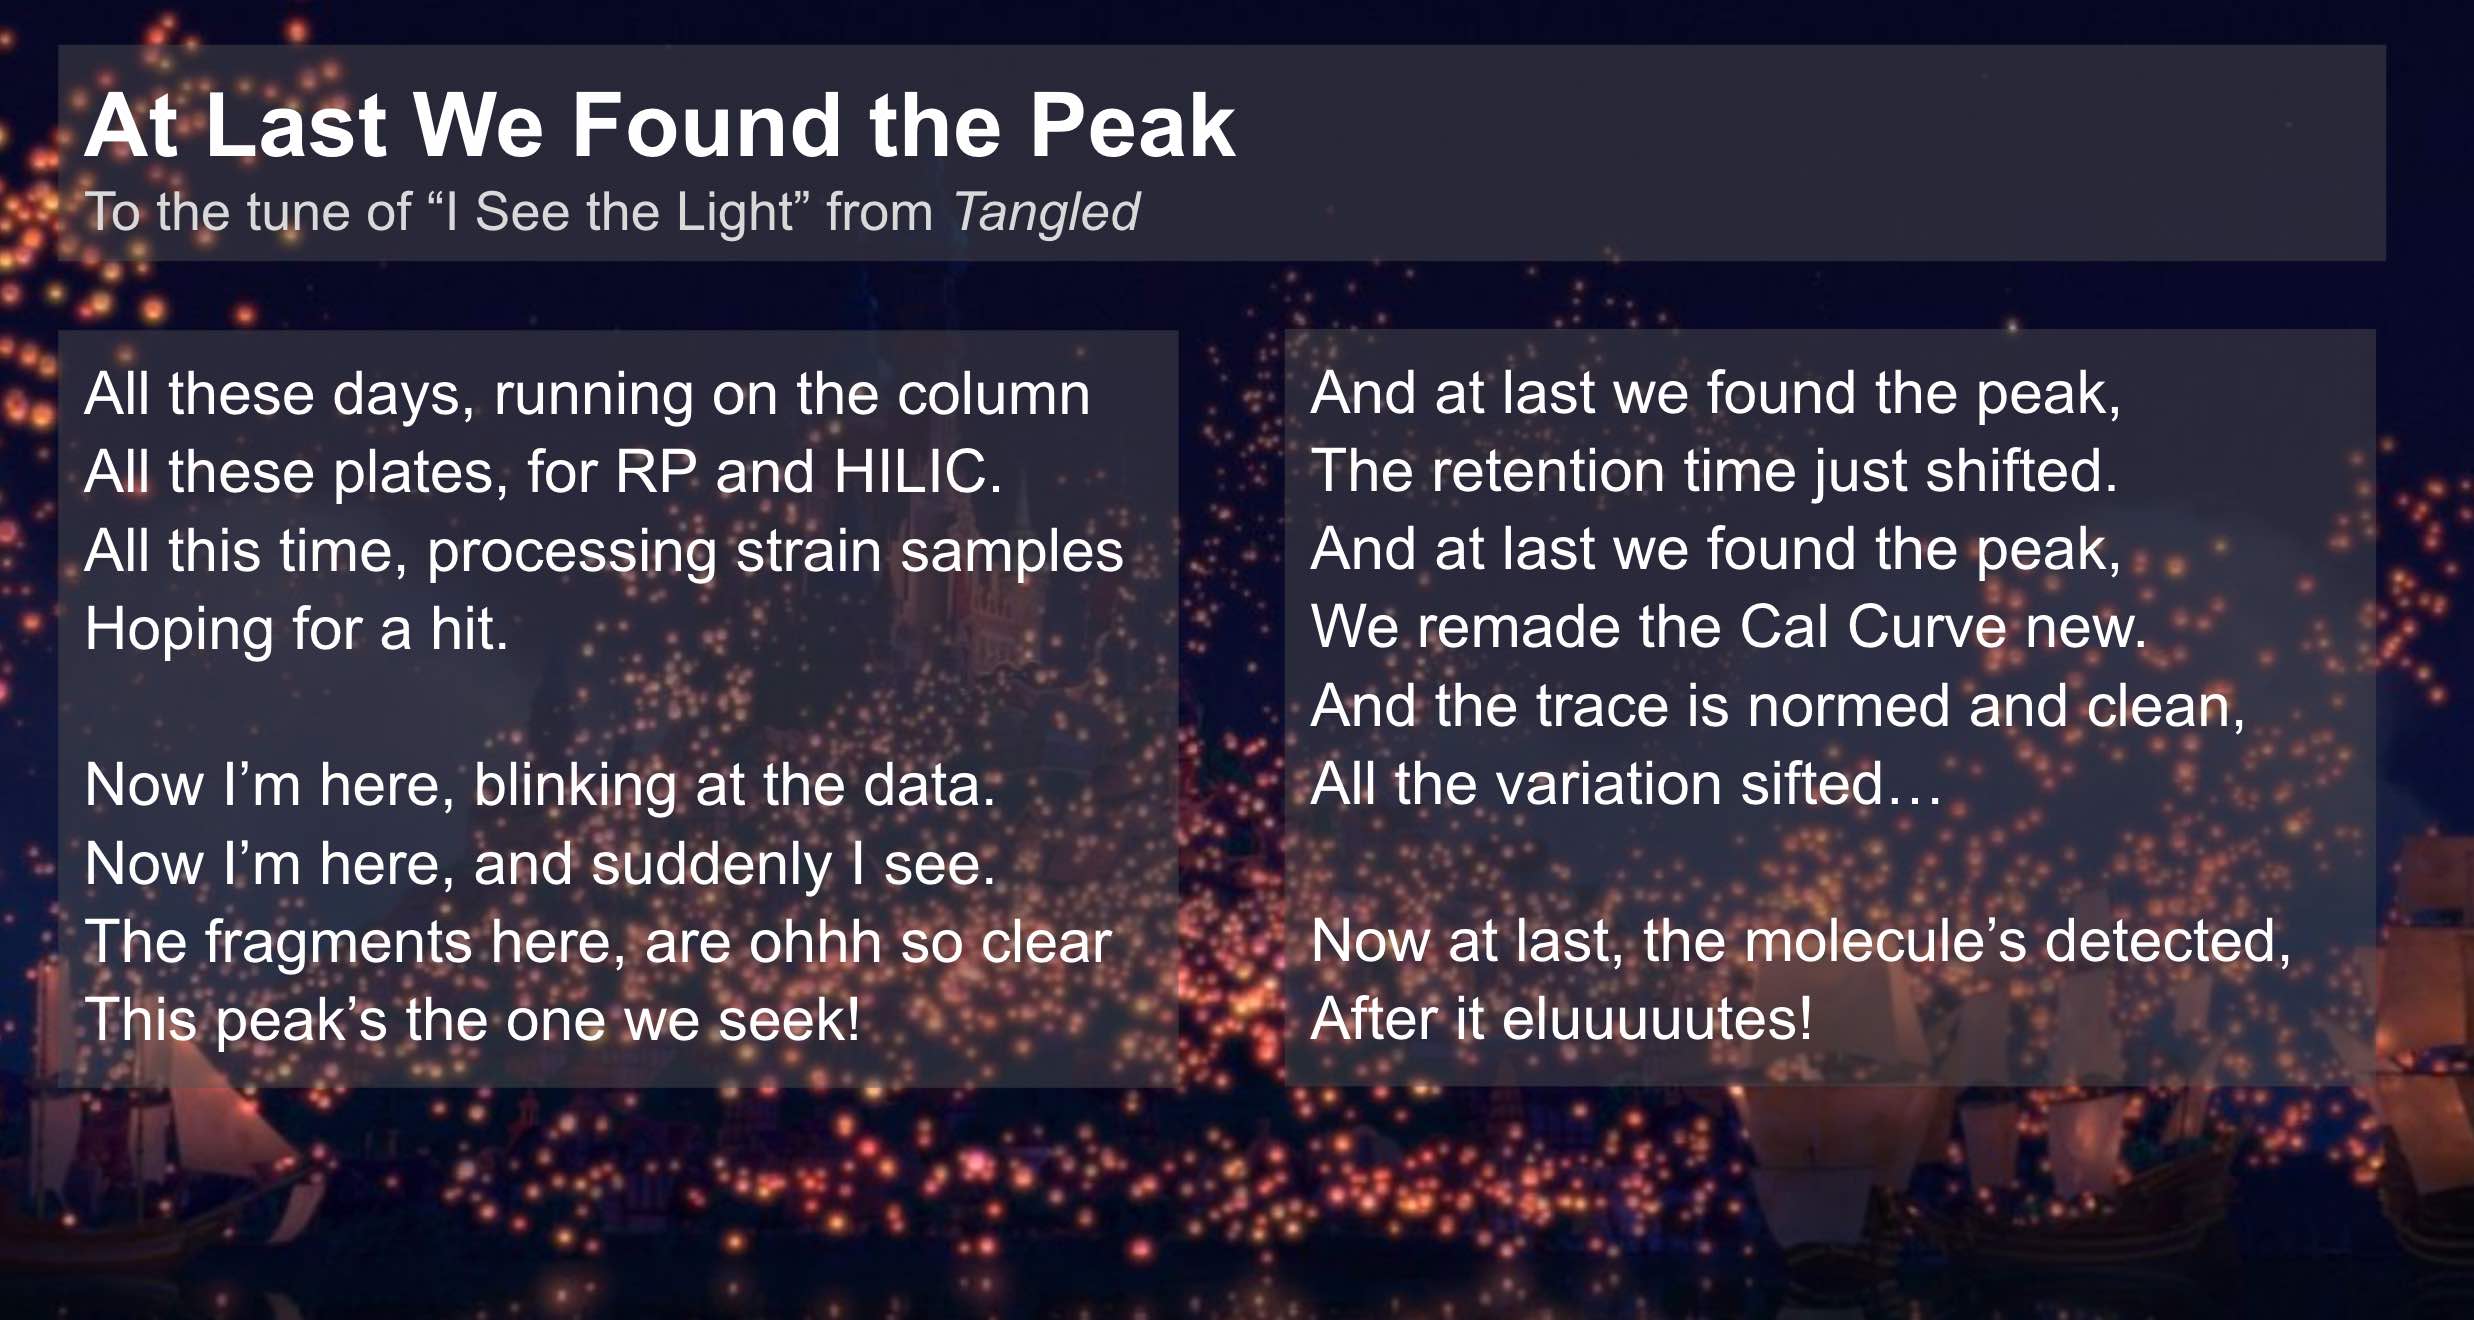 At Last We Found the Peak
To the tune of “I See the Light” from Tangled
All these days, running on the column
All these plates, for RP and HILIC.
All this time, processing strain samples
Hoping for a hit.
Now I’m here, blinking at the data.
Now I’m here, and suddenly I see.
The fragments here, are ohhh so clear
This peak’s the one we seek!
And at last we found the peak,
The retention time just shifted.
And at last we found the peak,
We remade the Cal Curve new.
And the trace is normed and clean,
All the variation sifted…
Now at last, the molecule’s detected,
After it eluuuuutes!